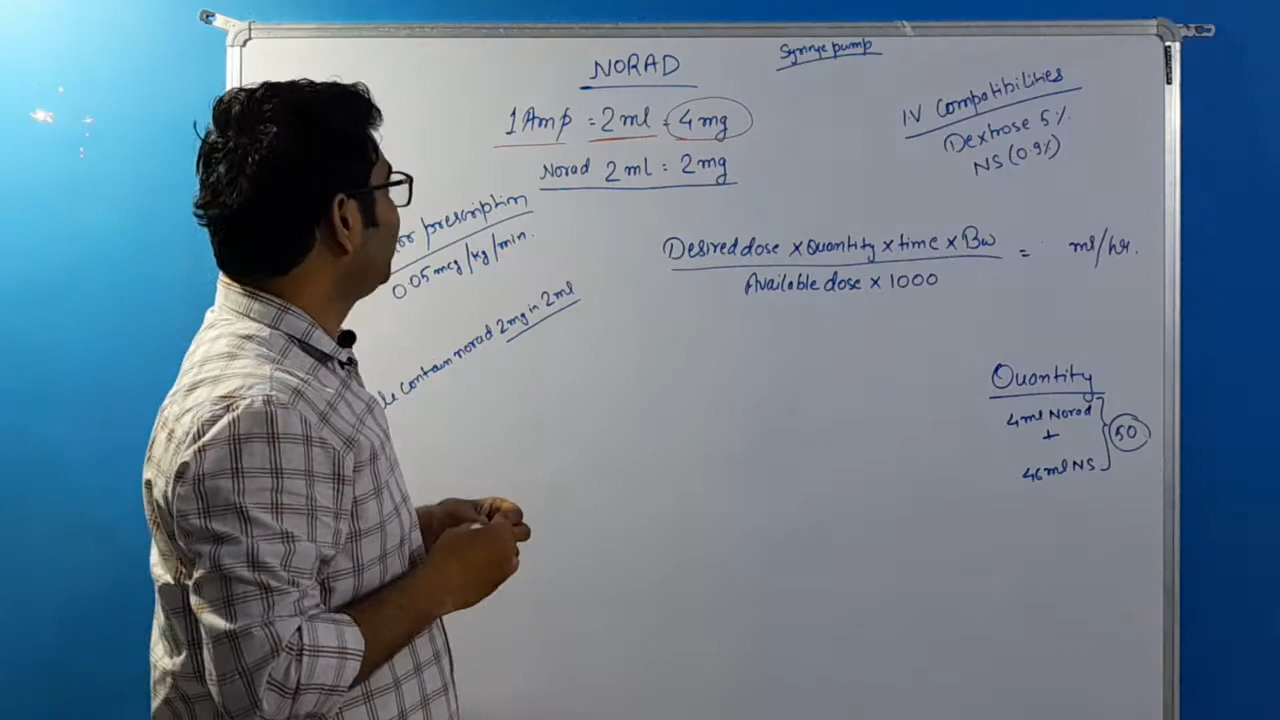 NORAD
Syringe pump
1 Amp = 2 ml = 4 mg
Norad 2 ml = 2 mg
IV Compatibilities
Dextrose 5%.
NS (0.9%)
prescription
0.05 mcg/kg/min.
contain norad 2mg in 2ml
Desired dose x Quantity x time x Bw = ml/hr.
Available dose x 1000
Quantity
4ml Norad
+
46ml NS
50